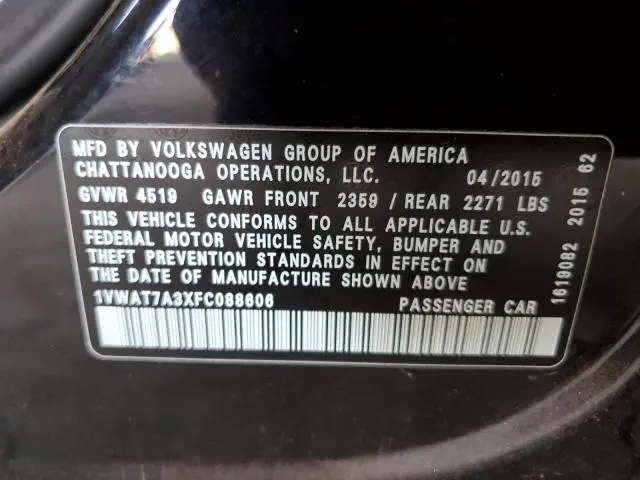 MFD BY VOLKSWAGEN GROUP OF AMERICA
CHATTANOOGA OPERATIONS, LLC. 04/2015
GVWR 4519 GAWR FRONT 2359 / REAR 2271 LBS
THIS VEHICLE CONFORMS TO ALL APPLICABLE U.S.
FEDERAL MOTOR VEHICLE SAFETY, BUMPER AND
THEFT PREVENTION STANDARDS IN EFFECT ON
THE DATE OF MANUFACTURE SHOWN ABOVE
1VWAT7A3XFC088606 PASSENGER CAR
1619082 2015 62